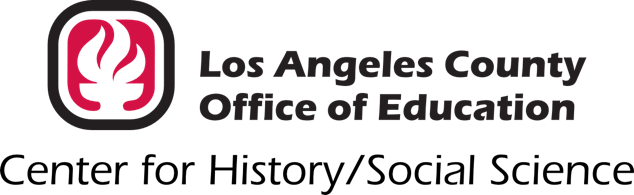 Los Angeles County
Office of Education
Center for History/Social Science